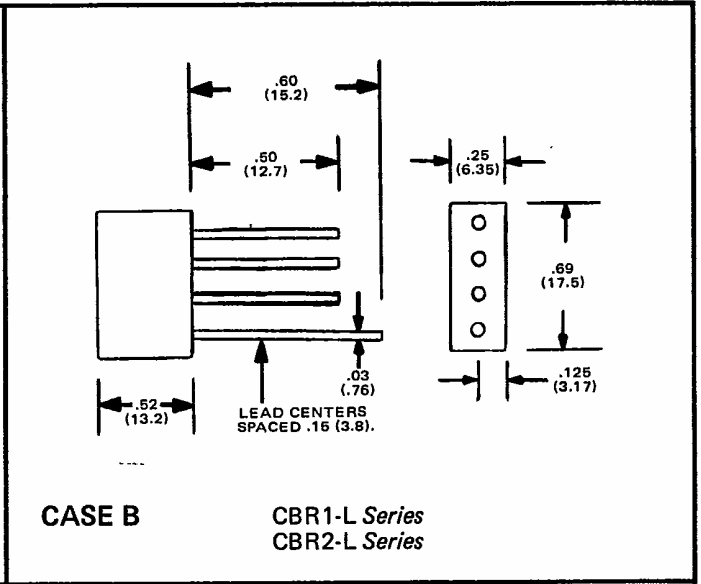 .60
(15.2)
.50
(12.7)
.25
(6.35)
.69
(17.5)
.03
(.76)
.125
(3.17)
.52
(13.2)
LEAD CENTERS
SPACED .15 (3.8).
CASE B
CBR1-L Series
CBR2-L Series